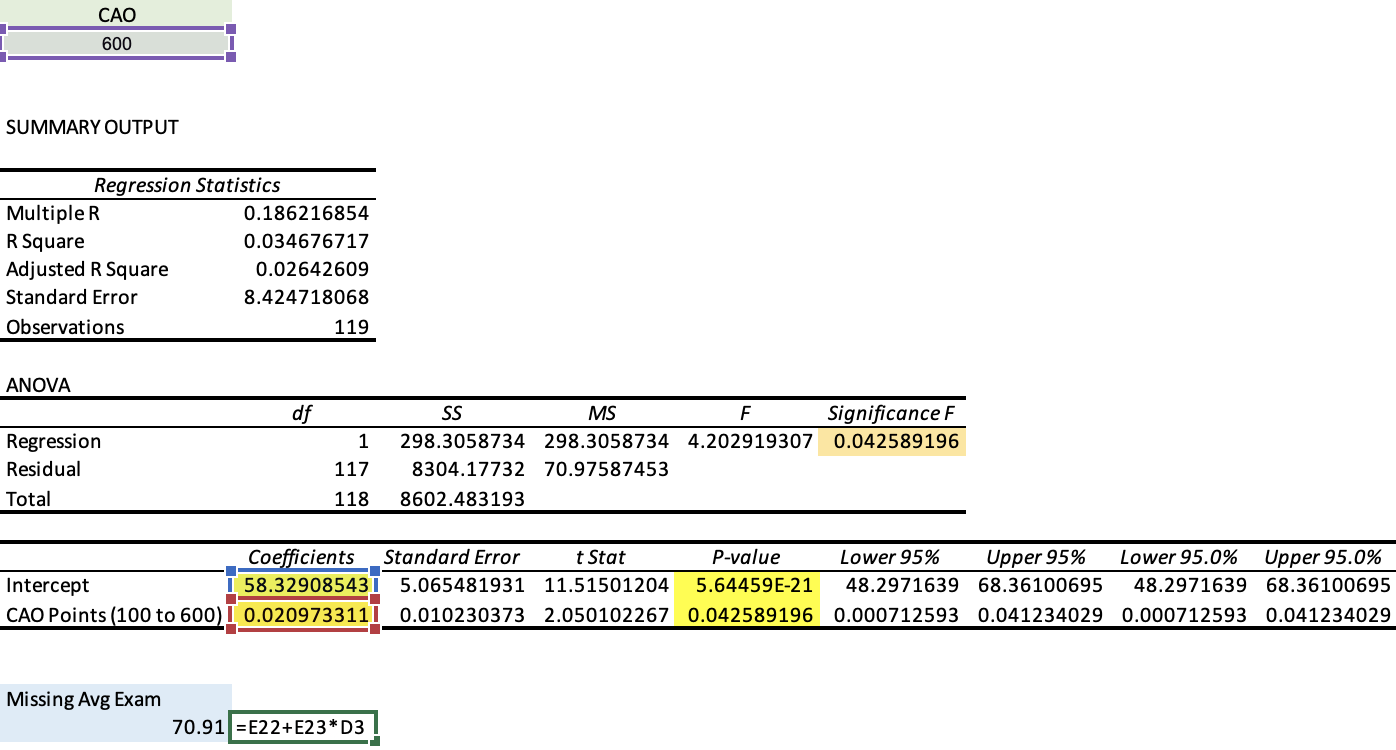 CAO
600
SUMMARY OUTPUT
Regression Statistics
Multiple R 0.186216854
R Square 0.034676717
Adjusted R Square 0.02642609
Standard Error 8.424718068
Observations 119
ANOVA
df SS MS F Significance F
Regression 1 298.3058734 298.3058734 4.202919307 0.042589196
Residual 117 8304.17732 70.97587453
Total 118 8602.483193
Coefficients Standard Error t Stat P-value Lower 95% Upper 95% Lower 95.0% Upper 95.0%
Intercept 58.32908543 5.065481931 11.51501204 5.64459E-21 48.2971639 68.36100695 48.2971639 68.36100695
CAO Points (100 to 600) 0.020973311 0.010230373 2.050102267 0.042589196 0.000712593 0.041234029 0.000712593 0.041234029
Missing Avg Exam
70.91 =E22+E23*D3